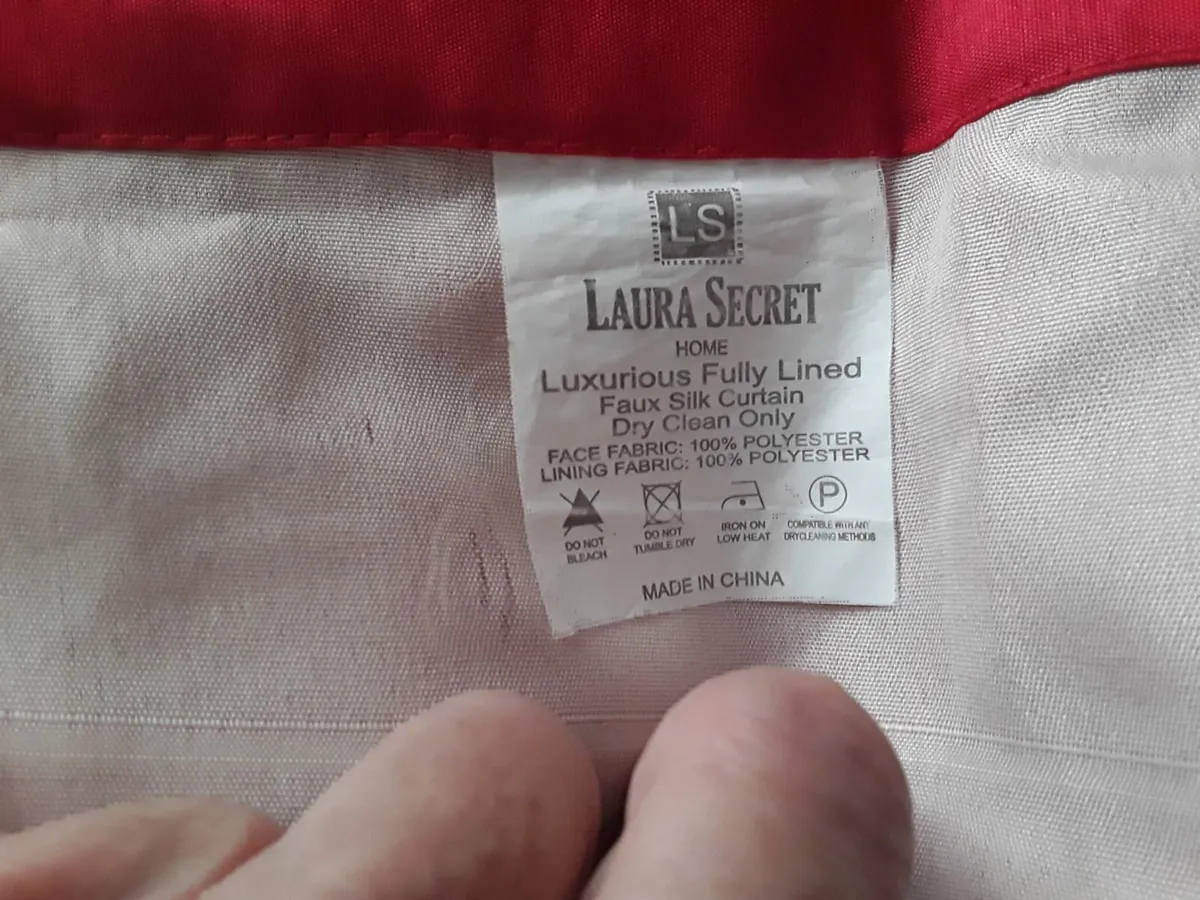 LS
LAURA SECRET
HOME
Luxurious Fully Lined
Faux Silk Curtain
Dry Clean Only
FACE FABRIC: 100% POLYESTER
LINING FABRIC: 100% POLYESTER
P
DO NOT BLEACH
DO NOT TUMBLE DRY
IRON ON LOW HEAT
COMPATIBLE WITH ANY DRYCLEANING METHODS
MADE IN CHINA